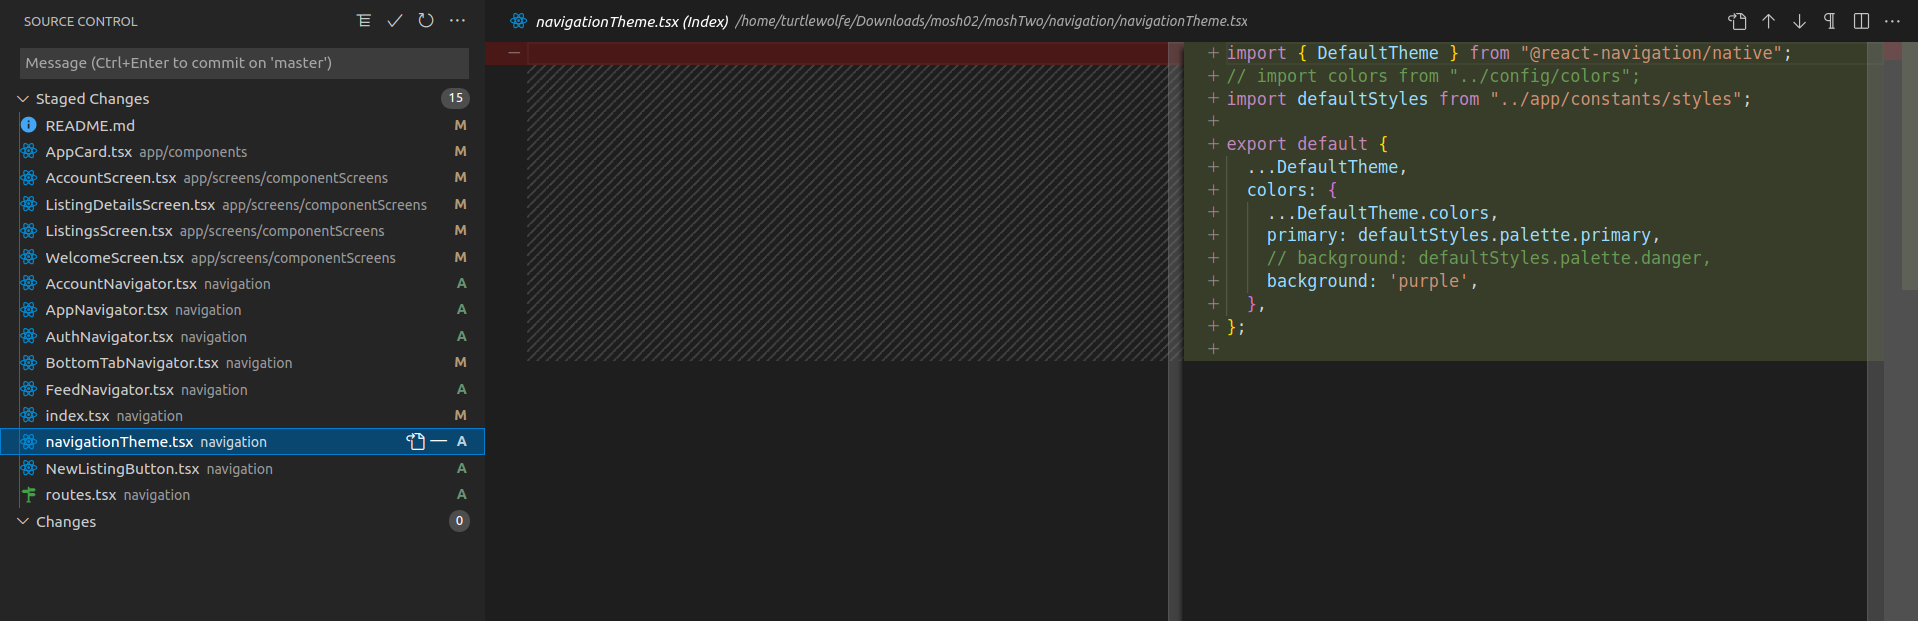 SOURCE CONTROL
Message (Ctrl+Enter to commit on 'master')
Staged Changes 15
README.md M
AppCard.tsx app/components M
AccountScreen.tsx app/screens/componentScreens M
ListingDetailsScreen.tsx app/screens/componentScreens M
ListingsScreen.tsx app/screens/componentScreens M
WelcomeScreen.tsx app/screens/componentScreens M
AccountNavigator.tsx navigation A
AppNavigator.tsx navigation A
AuthNavigator.tsx navigation A
BottomTabNavigator.tsx navigation M
FeedNavigator.tsx navigation A
index.tsx navigation M
navigationTheme.tsx navigation A
NewListingButton.tsx navigation A
routes.tsx navigation A
Changes 0
navigationTheme.tsx (Index) /home/turtlewolfe/Downloads/mosh02/moshTwo/navigation/navigationTheme.tsx
—
+ import { DefaultTheme } from "@react-navigation/native";
+ // import colors from "../config/colors";
+ import defaultStyles from "../app/constants/styles";
+
+ export default {
+   ...DefaultTheme,
+   colors: {
+     ...DefaultTheme.colors,
+     primary: defaultStyles.palette.primary,
+     // background: defaultStyles.palette.danger,
+     background: 'purple',
+   },
+ };
+